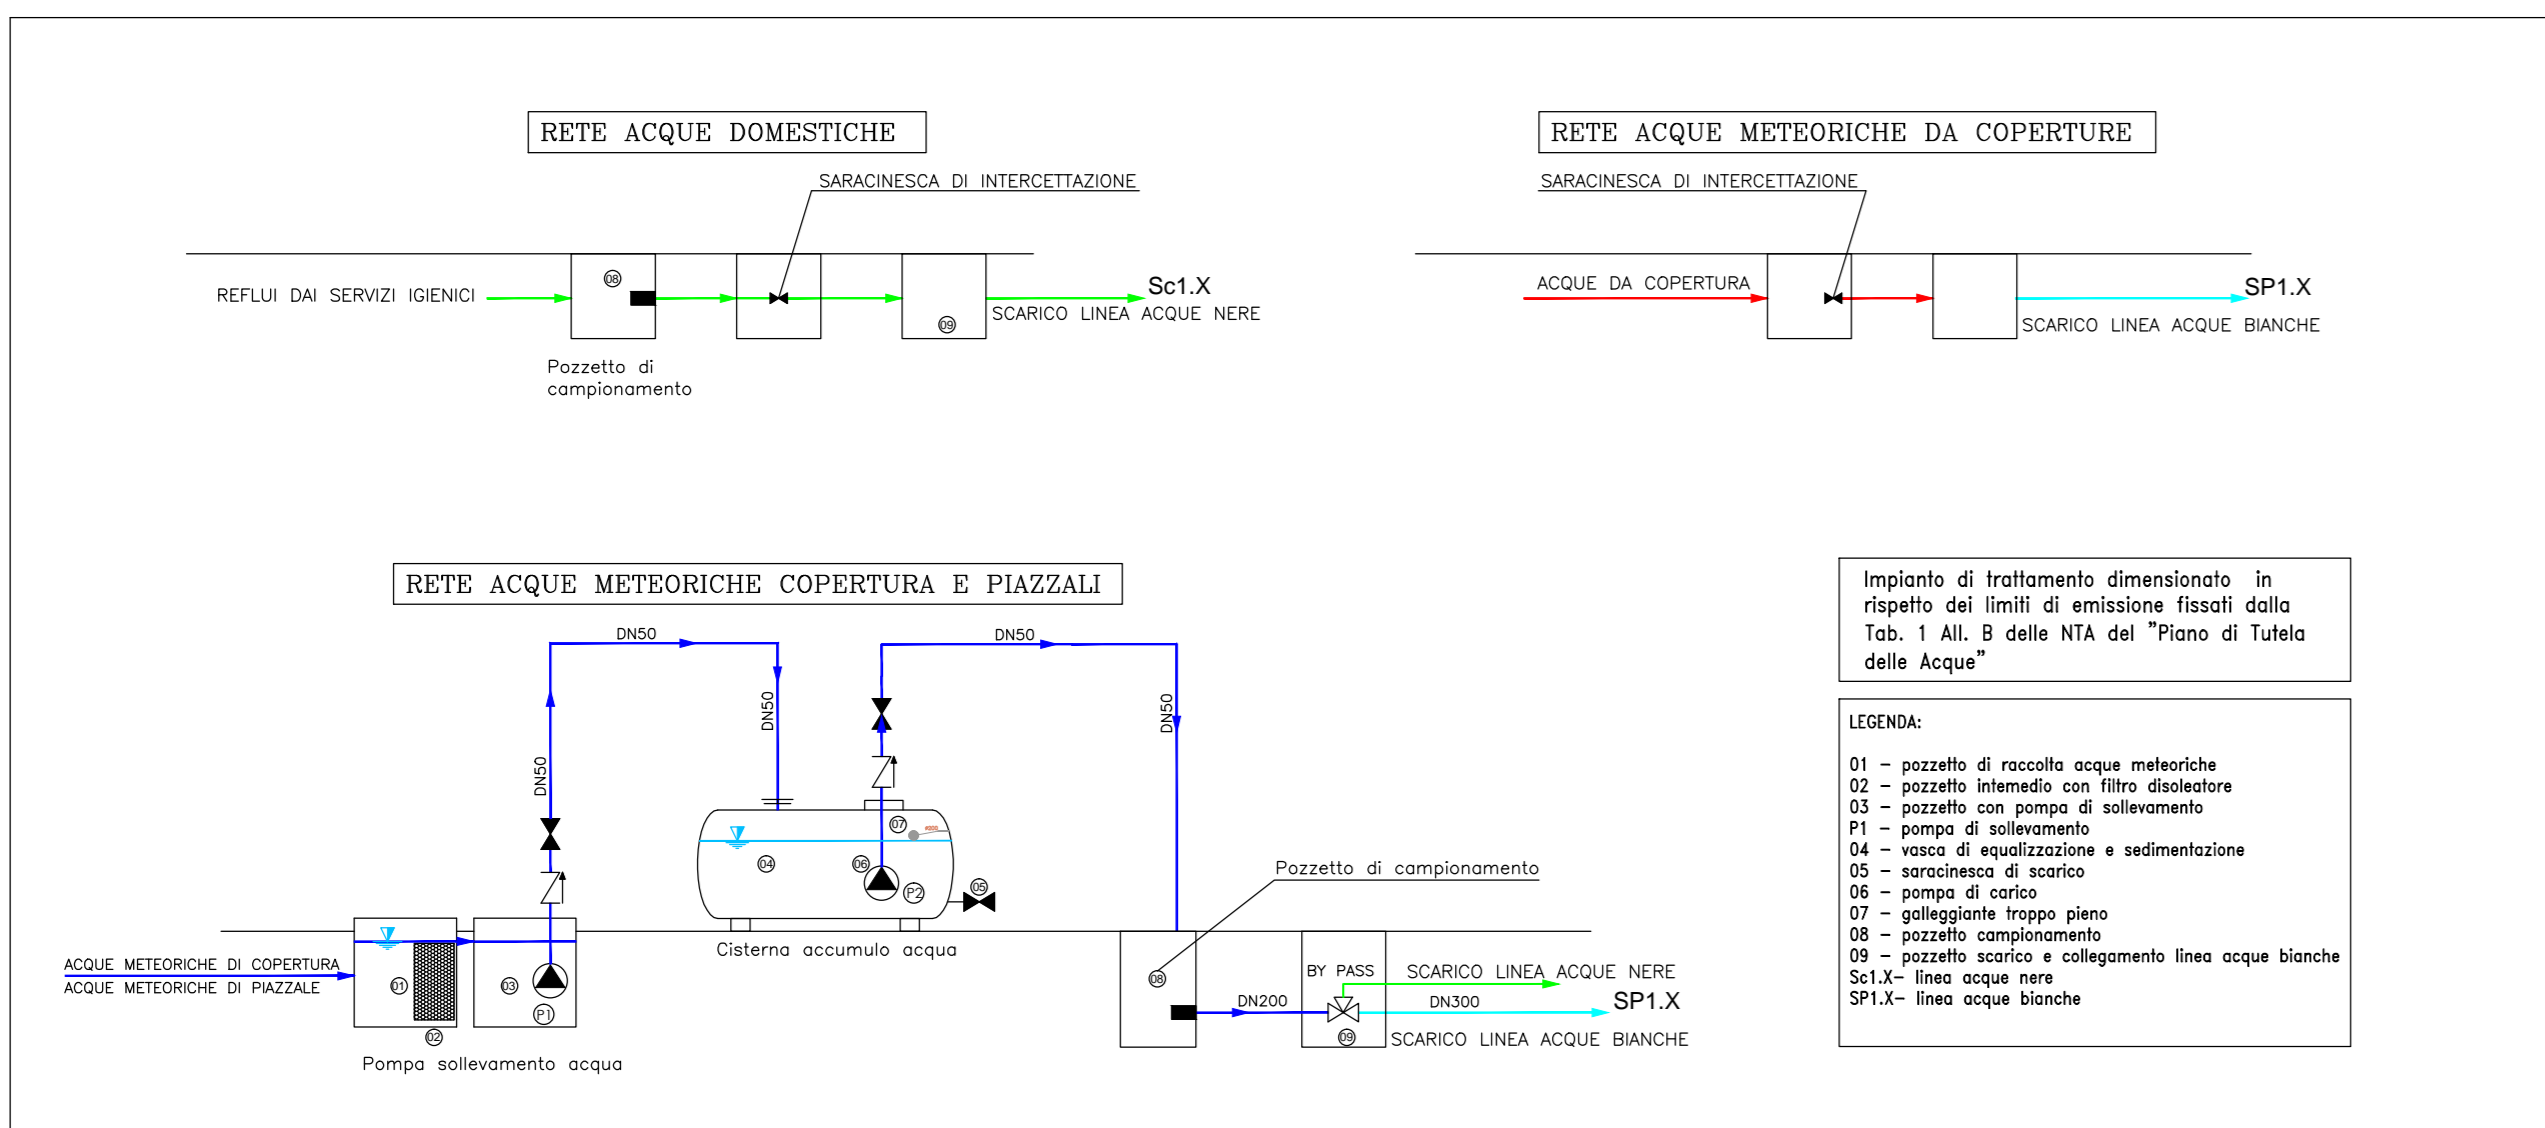 RETE ACQUE DOMESTICHE
SARACINESCA DI INTERCETTAZIONE
08
REFLUI DAI SERVIZI IGIENICI
Sc1.X
SCARICO LINEA ACQUE NERE
09
Pozzetto di
campionamento
RETE ACQUE METEORICHE DA COPERTURE
SARACINESCA DI INTERCETTAZIONE
ACQUE DA COPERTURA
SP1.X
SCARICO LINEA ACQUE BIANCHE
RETE ACQUE METEORICHE COPERTURA E PIAZZALI
DN50
DN50
DN50
DN50
DN50
07
04
06
P2
05
Cisterna accumulo acqua
ACQUE METEORICHE DI COPERTURA
ACQUE METEORICHE DI PIAZZALE
01
03
P1
02
Pompa sollevamento acqua
Pozzetto di campionamento
08
BY PASS
SCARICO LINEA ACQUE NERE
DN200
DN300
SP1.X
09
SCARICO LINEA ACQUE BIANCHE
Impianto di trattamento dimensionato in
rispetto dei limiti di emissione fissati dalla
Tab. 1 All. B delle NTA del "Piano di Tutela
delle Acque"
LEGENDA:
01 – pozzetto di raccolta acque meteoriche
02 – pozzetto intemedio con filtro disoleatore
03 – pozzetto con pompa di sollevamento
P1 – pompa di sollevamento
04 – vasca di equalizzazione e sedimentazione
05 – saracinesca di scarico
06 – pompa di carico
07 – galleggiante troppo pieno
08 – pozzetto campionamento
09 – pozzetto scarico e collegamento linea acque bianche
Sc1.X– linea acque nere
SP1.X– linea acque bianche